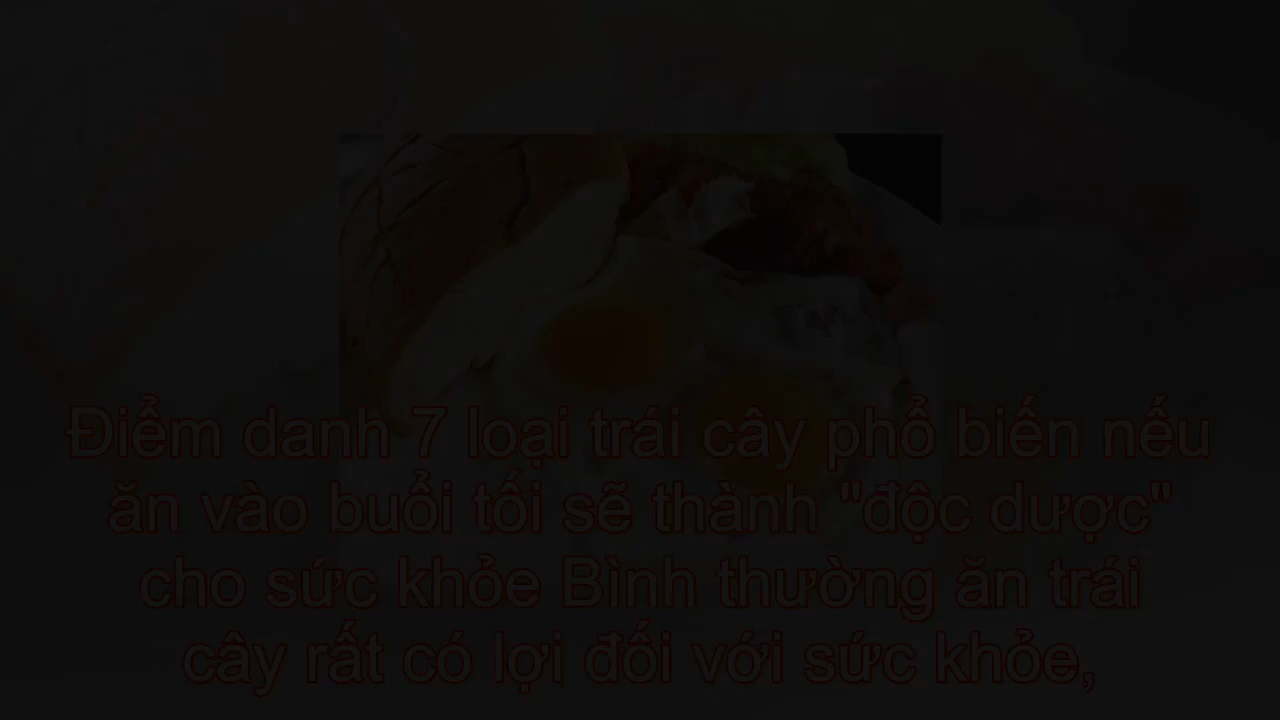 Điểm danh 7 loại trái cây phổ biến nếu
ăn vào buổi tối sẽ thành "độc dược"
cho sức khỏe Bình thường ăn trái
cây rất có lợi đối với sức khỏe,